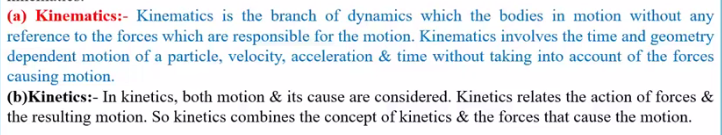 (a) Kinematics:- Kinematics is the branch of dynamics which the bodies in motion without any
reference to the forces which are responsible for the motion. Kinematics involves the time and geometry
dependent motion of a particle, velocity, acceleration & time without taking into account of the forces
causing motion.
(b)Kinetics:- In kinetics, both motion & its cause are considered. Kinetics relates the action of forces &
the resulting motion. So kinetics combines the concept of kinetics & the forces that cause the motion.